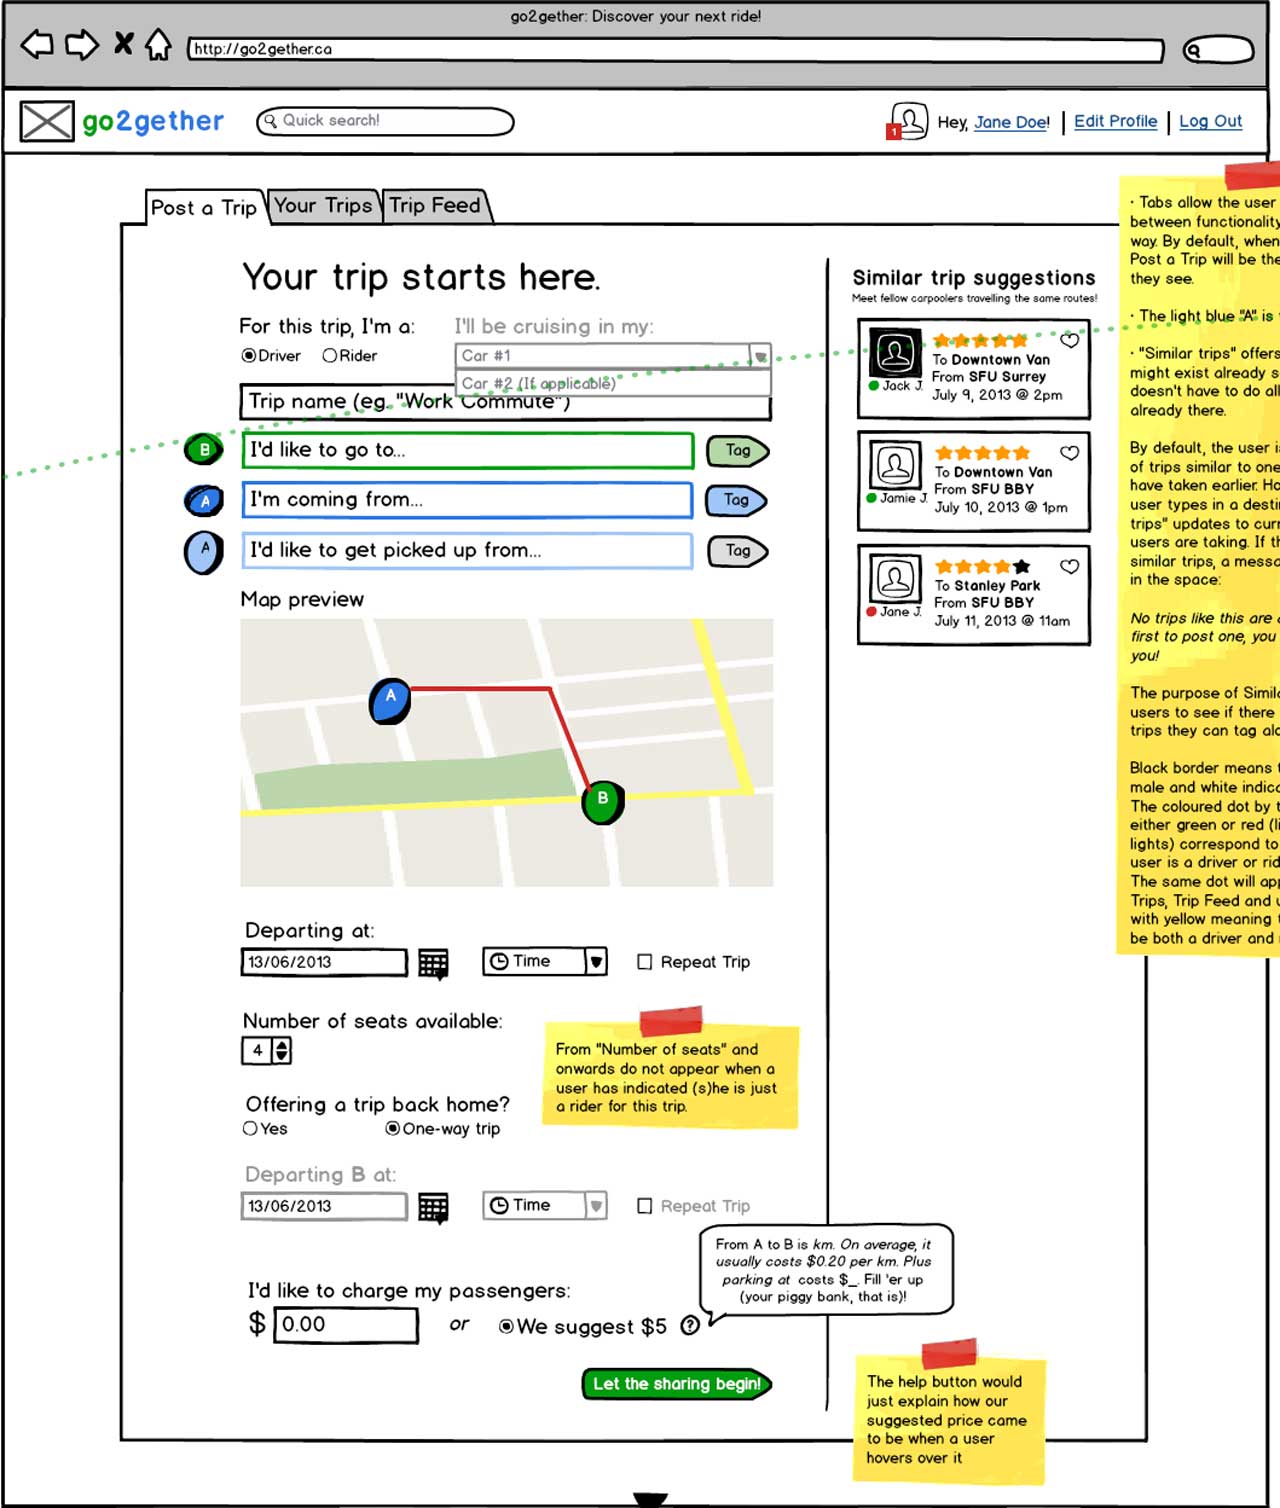 go2gether: Discover your next ride!
http://go2gether.ca
go2gether
Quick search!
1
Hey, Jane Doe! | Edit Profile | Log Out
Post a Trip
Your Trips
Trip Feed
Your trip starts here.
For this trip, I'm a:
I'll be cruising in my:
Driver
Rider
Car #1
Car #2 (If applicable)
Trip name (eg. "Work Commute")
B
I'd like to go to...
Tag
A
I'm coming from...
Tag
A
I'd like to get picked up from...
Tag
Map preview
A
B
Departing at:
13/06/2013
Time
Repeat Trip
Number of seats available:
4
From "Number of seats" and
onwards do not appear when a
user has indicated (s)he is just
a rider for this trip.
Offering a trip back home?
Yes
One-way trip
Departing B at:
13/06/2013
Time
Repeat Trip
From A to B is km. On average, it
usually costs $0.20 per km. Plus
parking at costs $_. Fill 'er up
(your piggy bank, that is)!
I'd like to charge my passengers:
$ 0.00
or
We suggest $5
?
Let the sharing begin!
The help button would
just explain how our
suggested price came
to be when a user
hovers over it
Similar trip suggestions
Meet fellow carpoolers travelling the same routes!
Jack J.
To Downtown Van
From SFU Surrey
July 9, 2013 @ 2pm
Jamie J.
To Downtown Van
From SFU BBY
July 10, 2013 @ 1pm
Jane J.
To Stanley Park
From SFU BBY
July 11, 2013 @ 11am
· Tabs allow the user
between functionality
way. By default, when
Post a Trip will be the
they see.
· The light blue "A" is
· "Similar trips" offers
might exist already s
doesn't have to do all
already there.
By default, the user is
of trips similar to one
have taken earlier. Ho
user types in a destin
trips" updates to curr
users are taking. If th
similar trips, a messa
in the space:
No trips like this are
first to post one, you
you!
The purpose of Simila
users to see if there
trips they can tag alo
Black border means t
male and white indica
The coloured dot by t
either green or red (li
lights) correspond to
user is a driver or rid
The same dot will app
Trips, Trip Feed and u
with yellow meaning t
be both a driver and